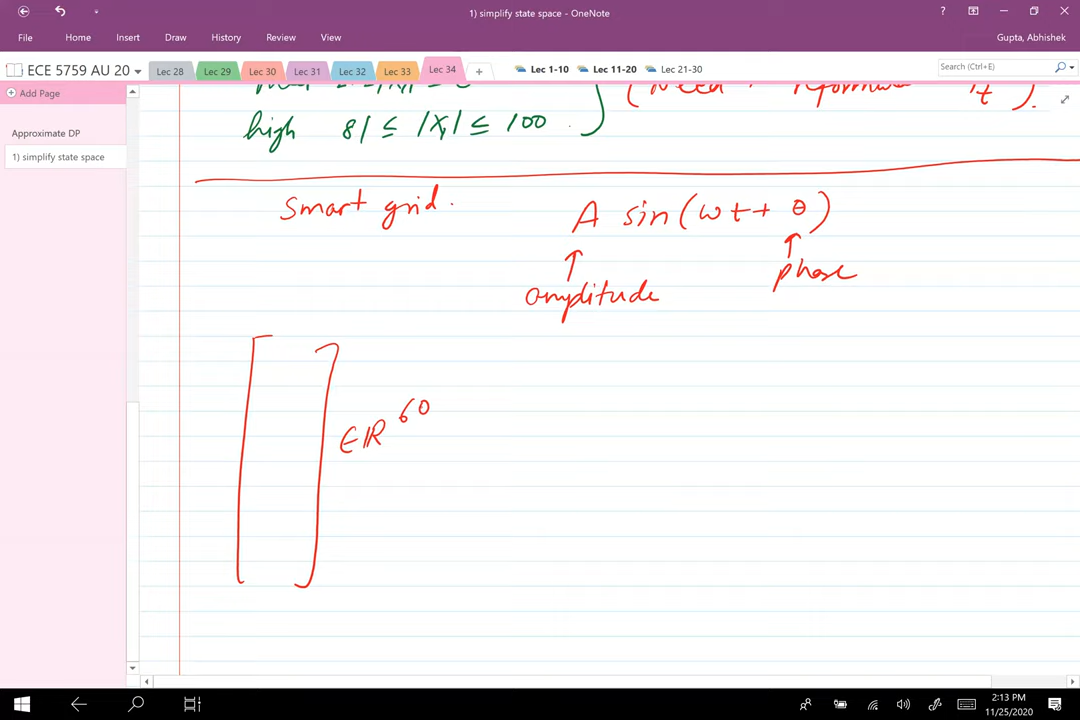 1) simplify state space - OneNote
Gupta, Abhishek
File Home Insert Draw History Review View
ECE 5759 AU 20 Lec 28 Lec 29 Lec 30 Lec 31 Lec 32 Lec 33 Lec 34 + Lec 1-10 Lec 11-20 Lec 21-30 Search (Ctrl+E)
Add Page
Approximate DP
1) simplify state space
high 81 ≤ |X₁| ≤ 100
it ).
Smart grid.
A sin(ωt + θ)
amplitude
phase
[ ] ∈ ℝ⁶⁰
2:13 PM
11/25/2020